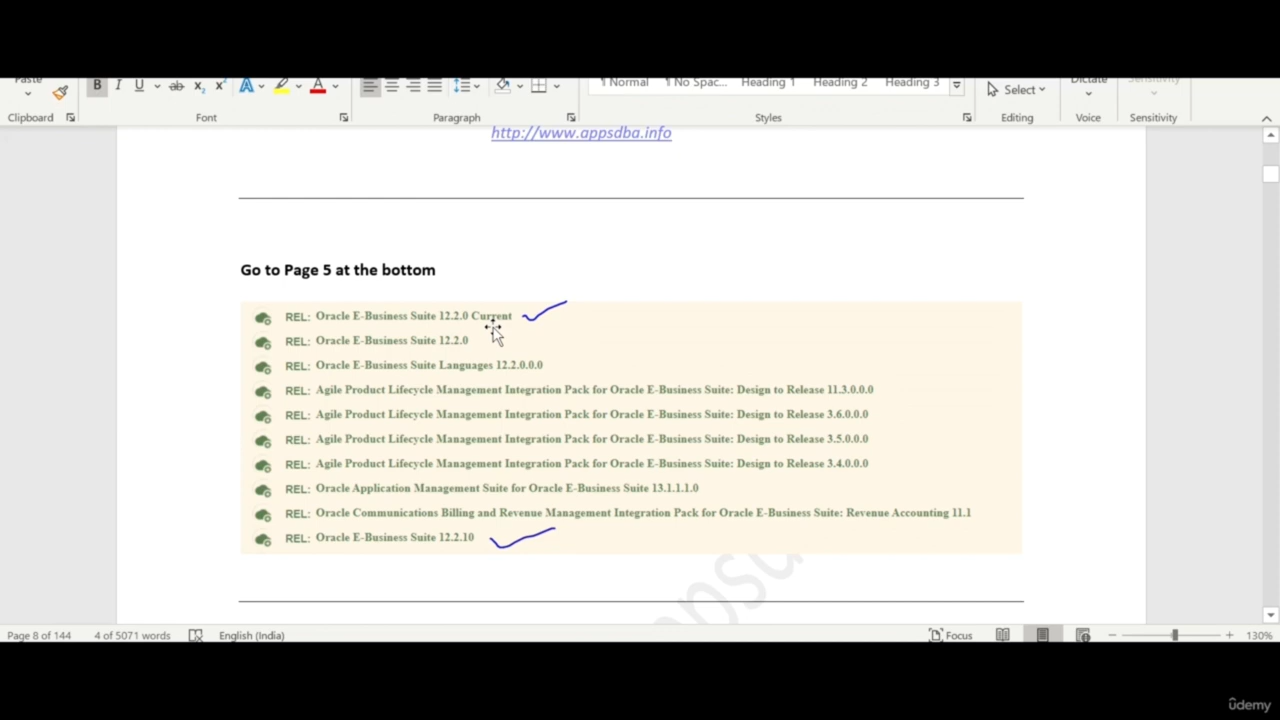 Paste
B I U ab x₂ x² A A
Normal
No Spac...
Heading 1
Heading 2
Heading 3
Select
Dictate
Sensitivity
Clipboard
Font
Paragraph
Styles
Editing
Voice
Sensitivity
http://www.appsdba.info
Go to Page 5 at the bottom
REL: Oracle E-Business Suite 12.2.0 Current
REL: Oracle E-Business Suite 12.2.0
REL: Oracle E-Business Suite Languages 12.2.0.0.0
REL: Agile Product Lifecycle Management Integration Pack for Oracle E-Business Suite: Design to Release 11.3.0.0.0
REL: Agile Product Lifecycle Management Integration Pack for Oracle E-Business Suite: Design to Release 3.6.0.0.0
REL: Agile Product Lifecycle Management Integration Pack for Oracle E-Business Suite: Design to Release 3.5.0.0.0
REL: Agile Product Lifecycle Management Integration Pack for Oracle E-Business Suite: Design to Release 3.4.0.0.0
REL: Oracle Application Management Suite for Oracle E-Business Suite 13.1.1.1.0
REL: Oracle Communications Billing and Revenue Management Integration Pack for Oracle E-Business Suite: Revenue Accounting 11.1
REL: Oracle E-Business Suite 12.2.10
Page 8 of 144
4 of 5071 words
English (India)
Focus
130%
ûdemy